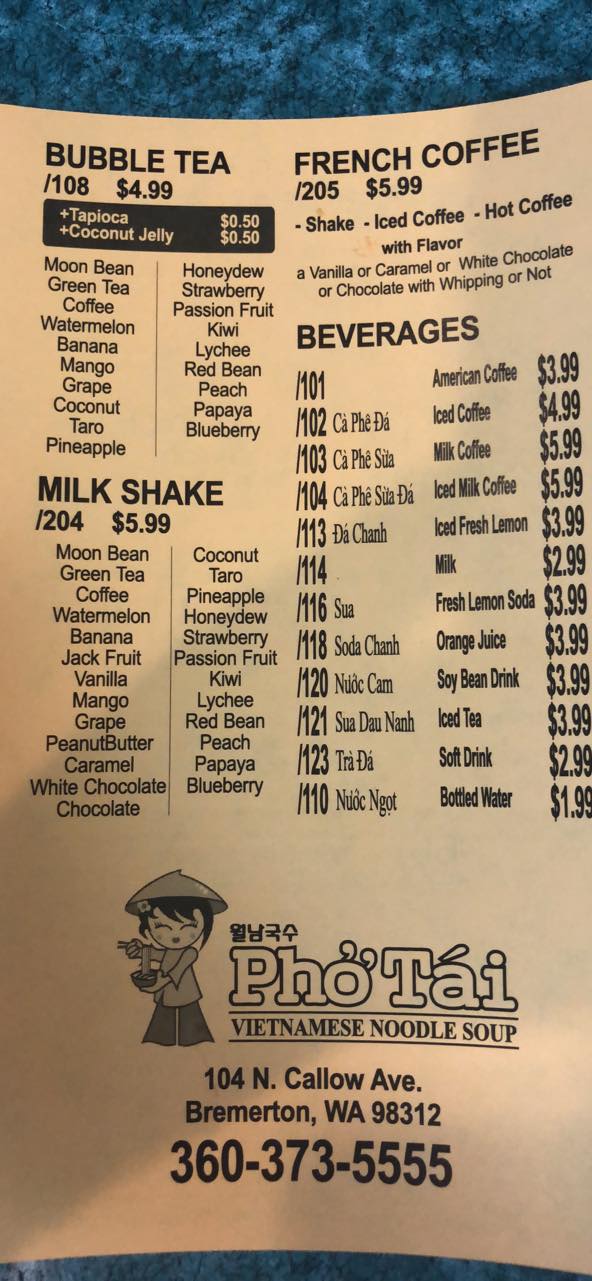 BUBBLE TEA
/108 $4.99
+Tapioca $0.50
+Coconut Jelly $0.50
Moon Bean
Green Tea
Coffee
Watermelon
Banana
Mango
Grape
Coconut
Taro
Pineapple
Honeydew
Strawberry
Passion Fruit
Kiwi
Lychee
Red Bean
Peach
Papaya
Blueberry
MILK SHAKE
/204 $5.99
Moon Bean
Green Tea
Coffee
Watermelon
Banana
Jack Fruit
Vanilla
Mango
Grape
PeanutButter
Caramel
White Chocolate
Chocolate
Coconut
Taro
Pineapple
Honeydew
Strawberry
Passion Fruit
Kiwi
Lychee
Red Bean
Peach
Papaya
Blueberry
FRENCH COFFEE
/205 $5.99
- Shake - Iced Coffee - Hot Coffee
with Flavor
a Vanilla or Caramel or White Chocolate
or Chocolate with Whipping or Not
BEVERAGES
/101 American Coffee $3.99
/102 Cà Phê Đá Iced Coffee $4.99
/103 Cà Phê Sừa Milk Coffee $5.99
/104 Cà Phê Sừa Đá Iced Milk Coffee $5.99
/113 Đá Chanh Iced Fresh Lemon $3.99
/114 Milk $2.99
/116 Sua Fresh Lemon Soda $3.99
/118 Soda Chanh Orange Juice $3.99
/120 Nước Cam Soy Bean Drink $3.99
/121 Sua Dau Nanh Iced Tea $3.99
/123 Trà Đá Soft Drink $2.99
/110 Nước Ngọt Bottled Water $1.99
월남국수
Phở Tái
VIETNAMESE NOODLE SOUP
104 N. Callow Ave.
Bremerton, WA 98312
360-373-5555